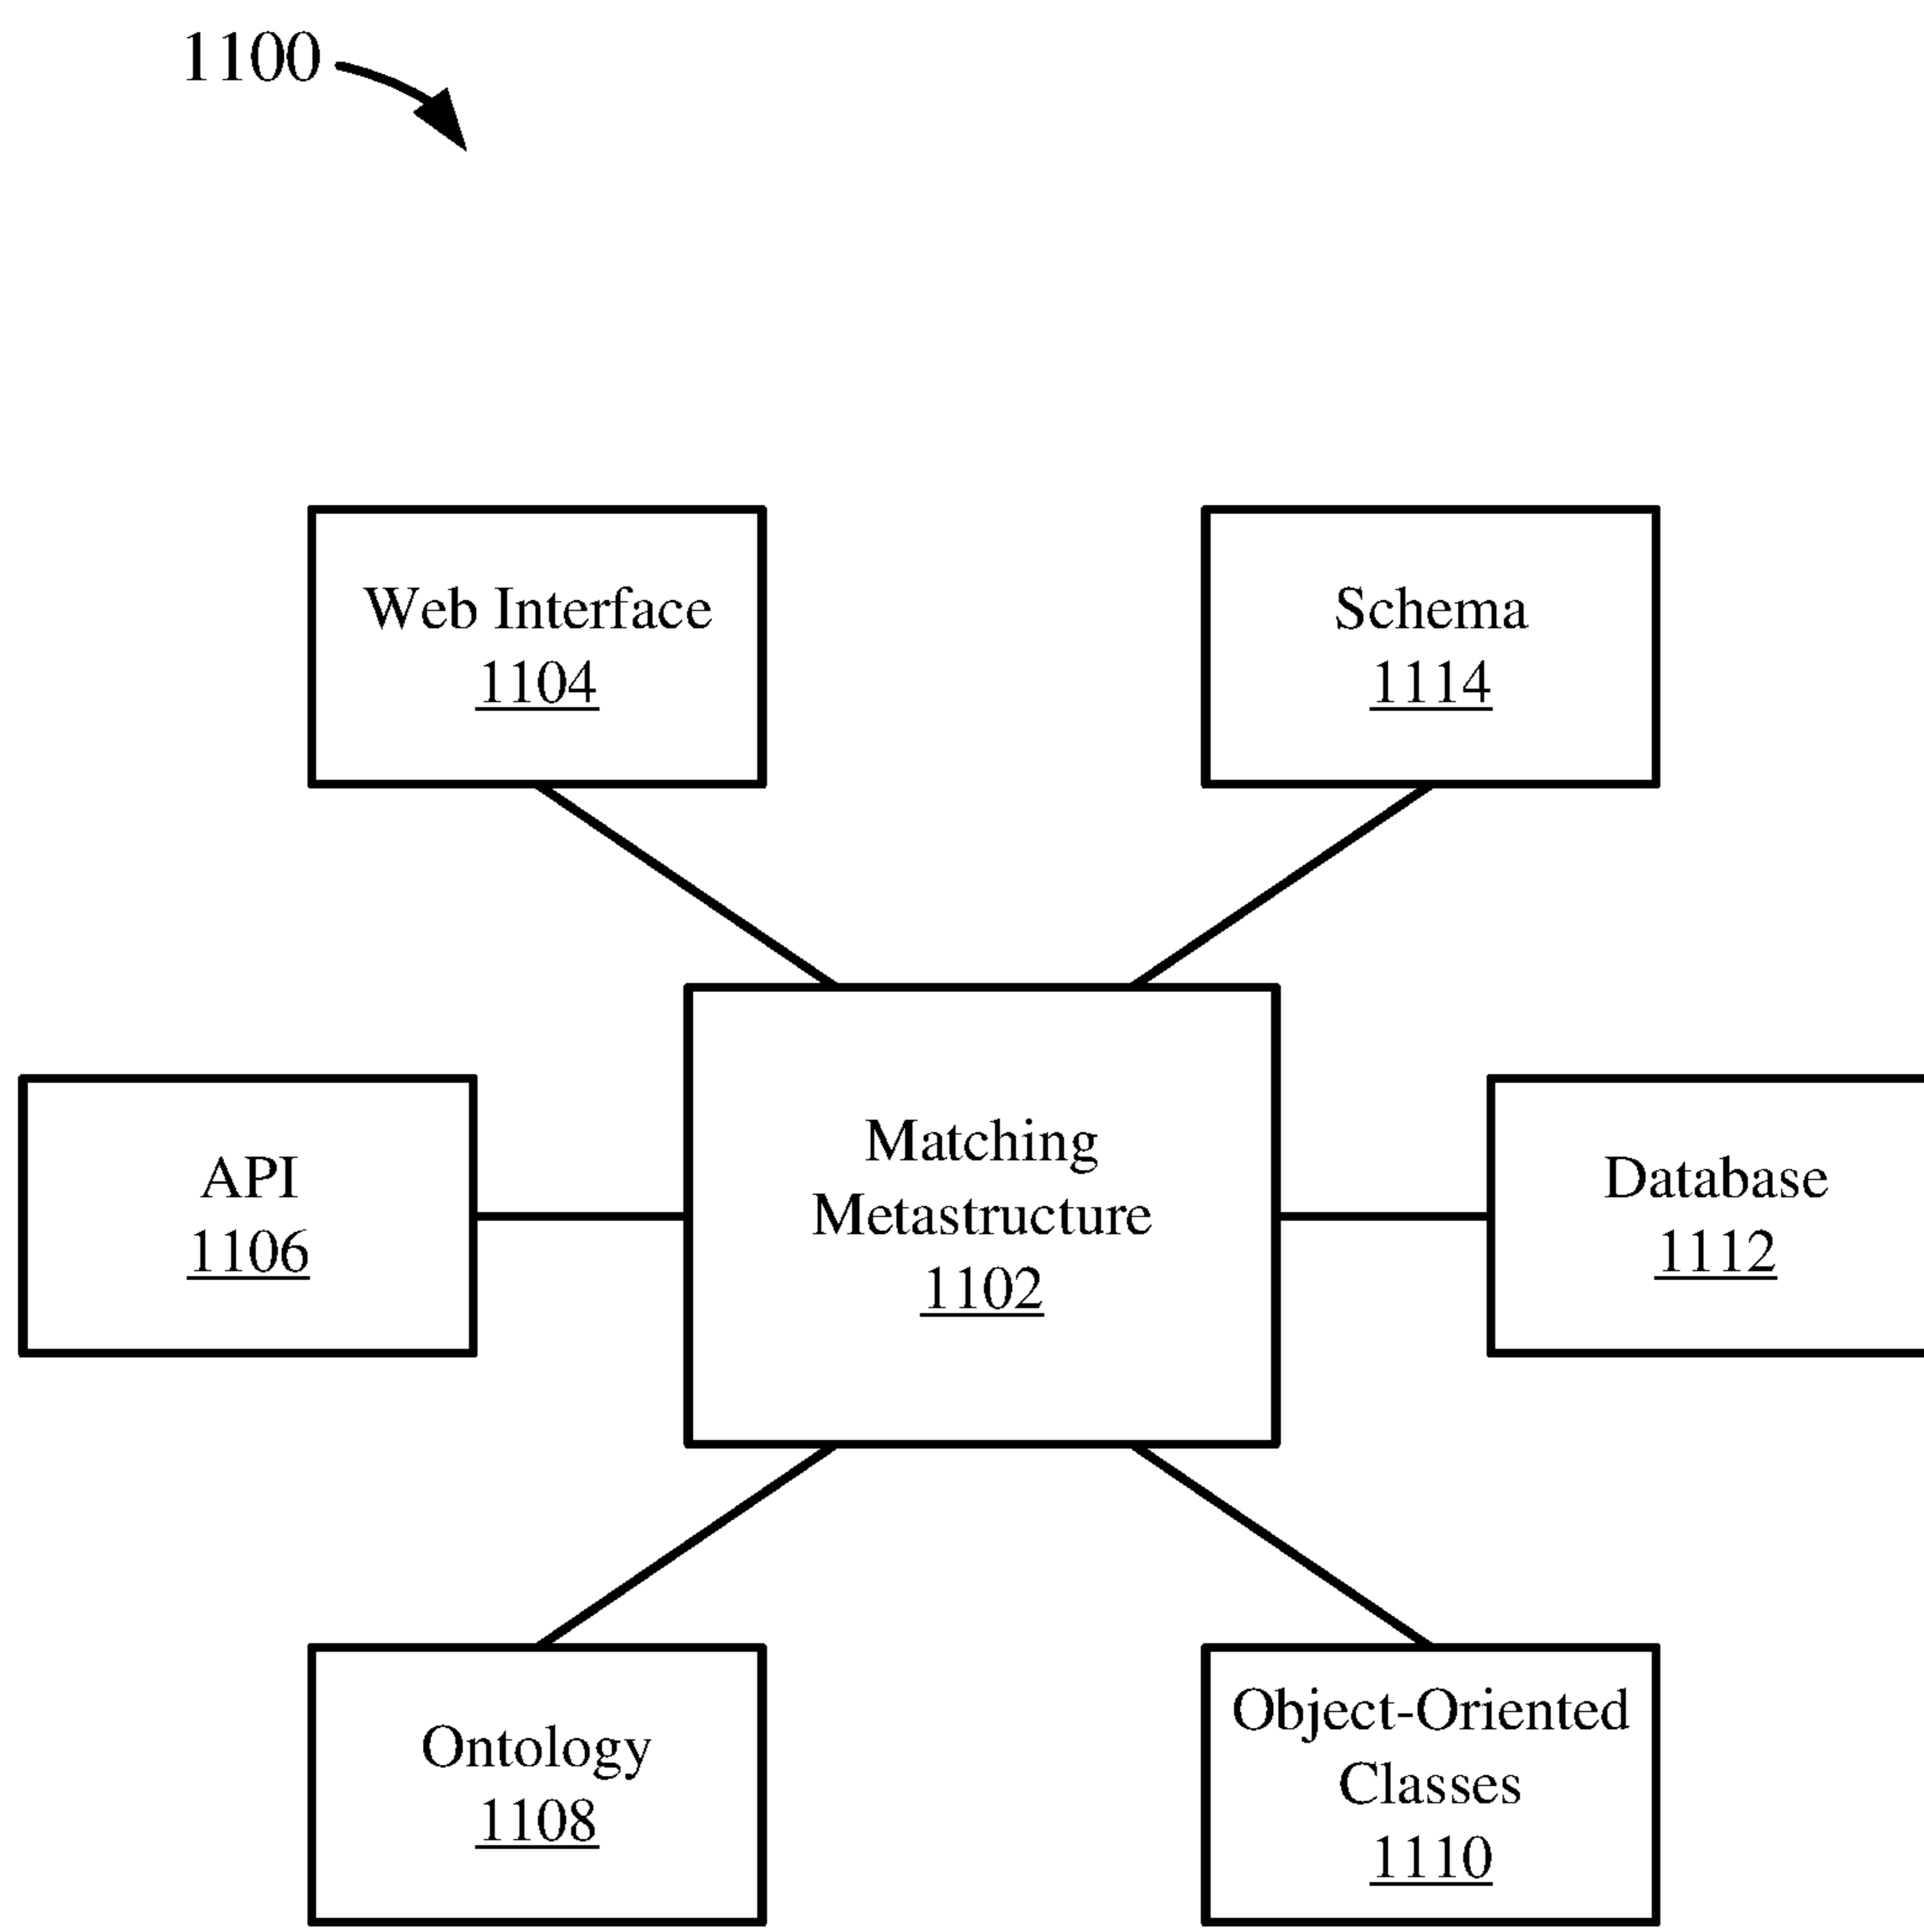 1100
Web Interface
1104
Schema
1114
API
1106
Matching
Metastructure
1102
Database
1112
Ontology
1108
Object-Oriented
Classes
1110